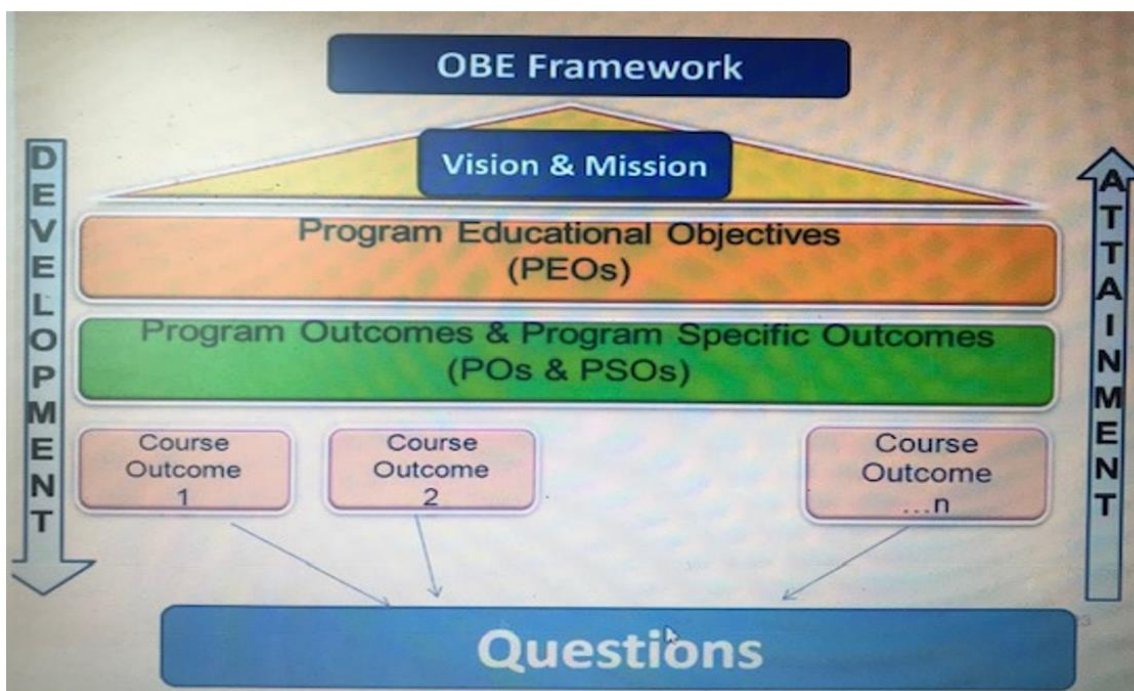 OBE Framework
Vision & Mission
DEVELOPMENT
ATTAINMENT
Program Educational Objectives
(PEOs)
Program Outcomes & Program Specific Outcomes
(POs & PSOs)
Course
Outcome
1
Course
Outcome
2
Course
Outcome
...n
Questions